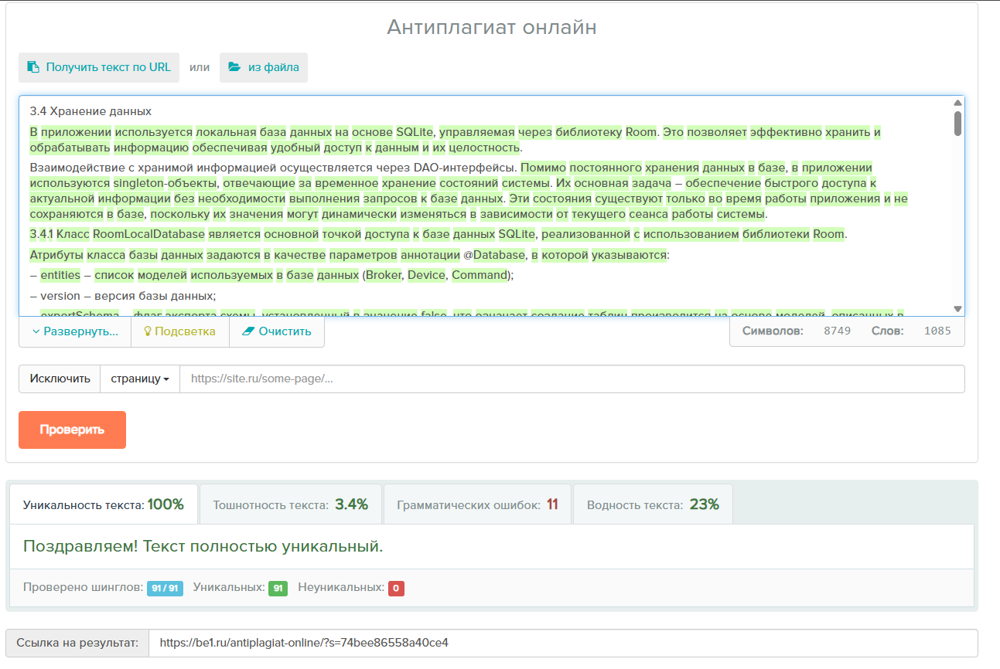 Антиплагиат онлайн
Получить текст по URL или из файла
3.4 Хранение данных
В приложении используется локальная база данных на основе SQLite, управляемая через библиотеку Room. Это позволяет эффективно хранить и
обрабатывать информацию обеспечивая удобный доступ к данным и их целостность.
Взаимодействие с хранимой информацией осуществляется через DAO-интерфейсы. Помимо постоянного хранения данных в базе, в приложении
используются singleton-объекты, отвечающие за временное хранение состояний системы. Их основная задача – обеспечение быстрого доступа к
актуальной информации без необходимости выполнения запросов к базе данных. Эти состояния существуют только во время работы приложения и не
сохраняются в базе, поскольку их значения могут динамически изменяться в зависимости от текущего сеанса работы системы.
3.4.1 Класс RoomLocalDatabase является основной точкой доступа к базе данных SQLite, реализованной с использованием библиотеки Room.
Атрибуты класса базы данных задаются в качестве параметров аннотации @Database, в которой указываются:
– entities – список моделей используемых в базе данных (Broker, Device, Command);
– version – версия базы данных;
– exportSchema – флаг экспорта схемы, установленный в значение false, что означает создание таблиц производится на основе моделей, описанных в
Развернуть... Подсветка Очистить Символов: 8749 Слов: 1085
Исключить страницу https://site.ru/some-page/...
Проверить
Уникальность текста: 100% Тошнотность текста: 3.4% Грамматических ошибок: 11 Водность текста: 23%
Поздравляем! Текст полностью уникальный.
Проверено шинглов: 91 / 91 Уникальных: 91 Неуникальных: 0
Ссылка на результат: https://be1.ru/antiplagiat-online/?s=74bee86558a40ce4